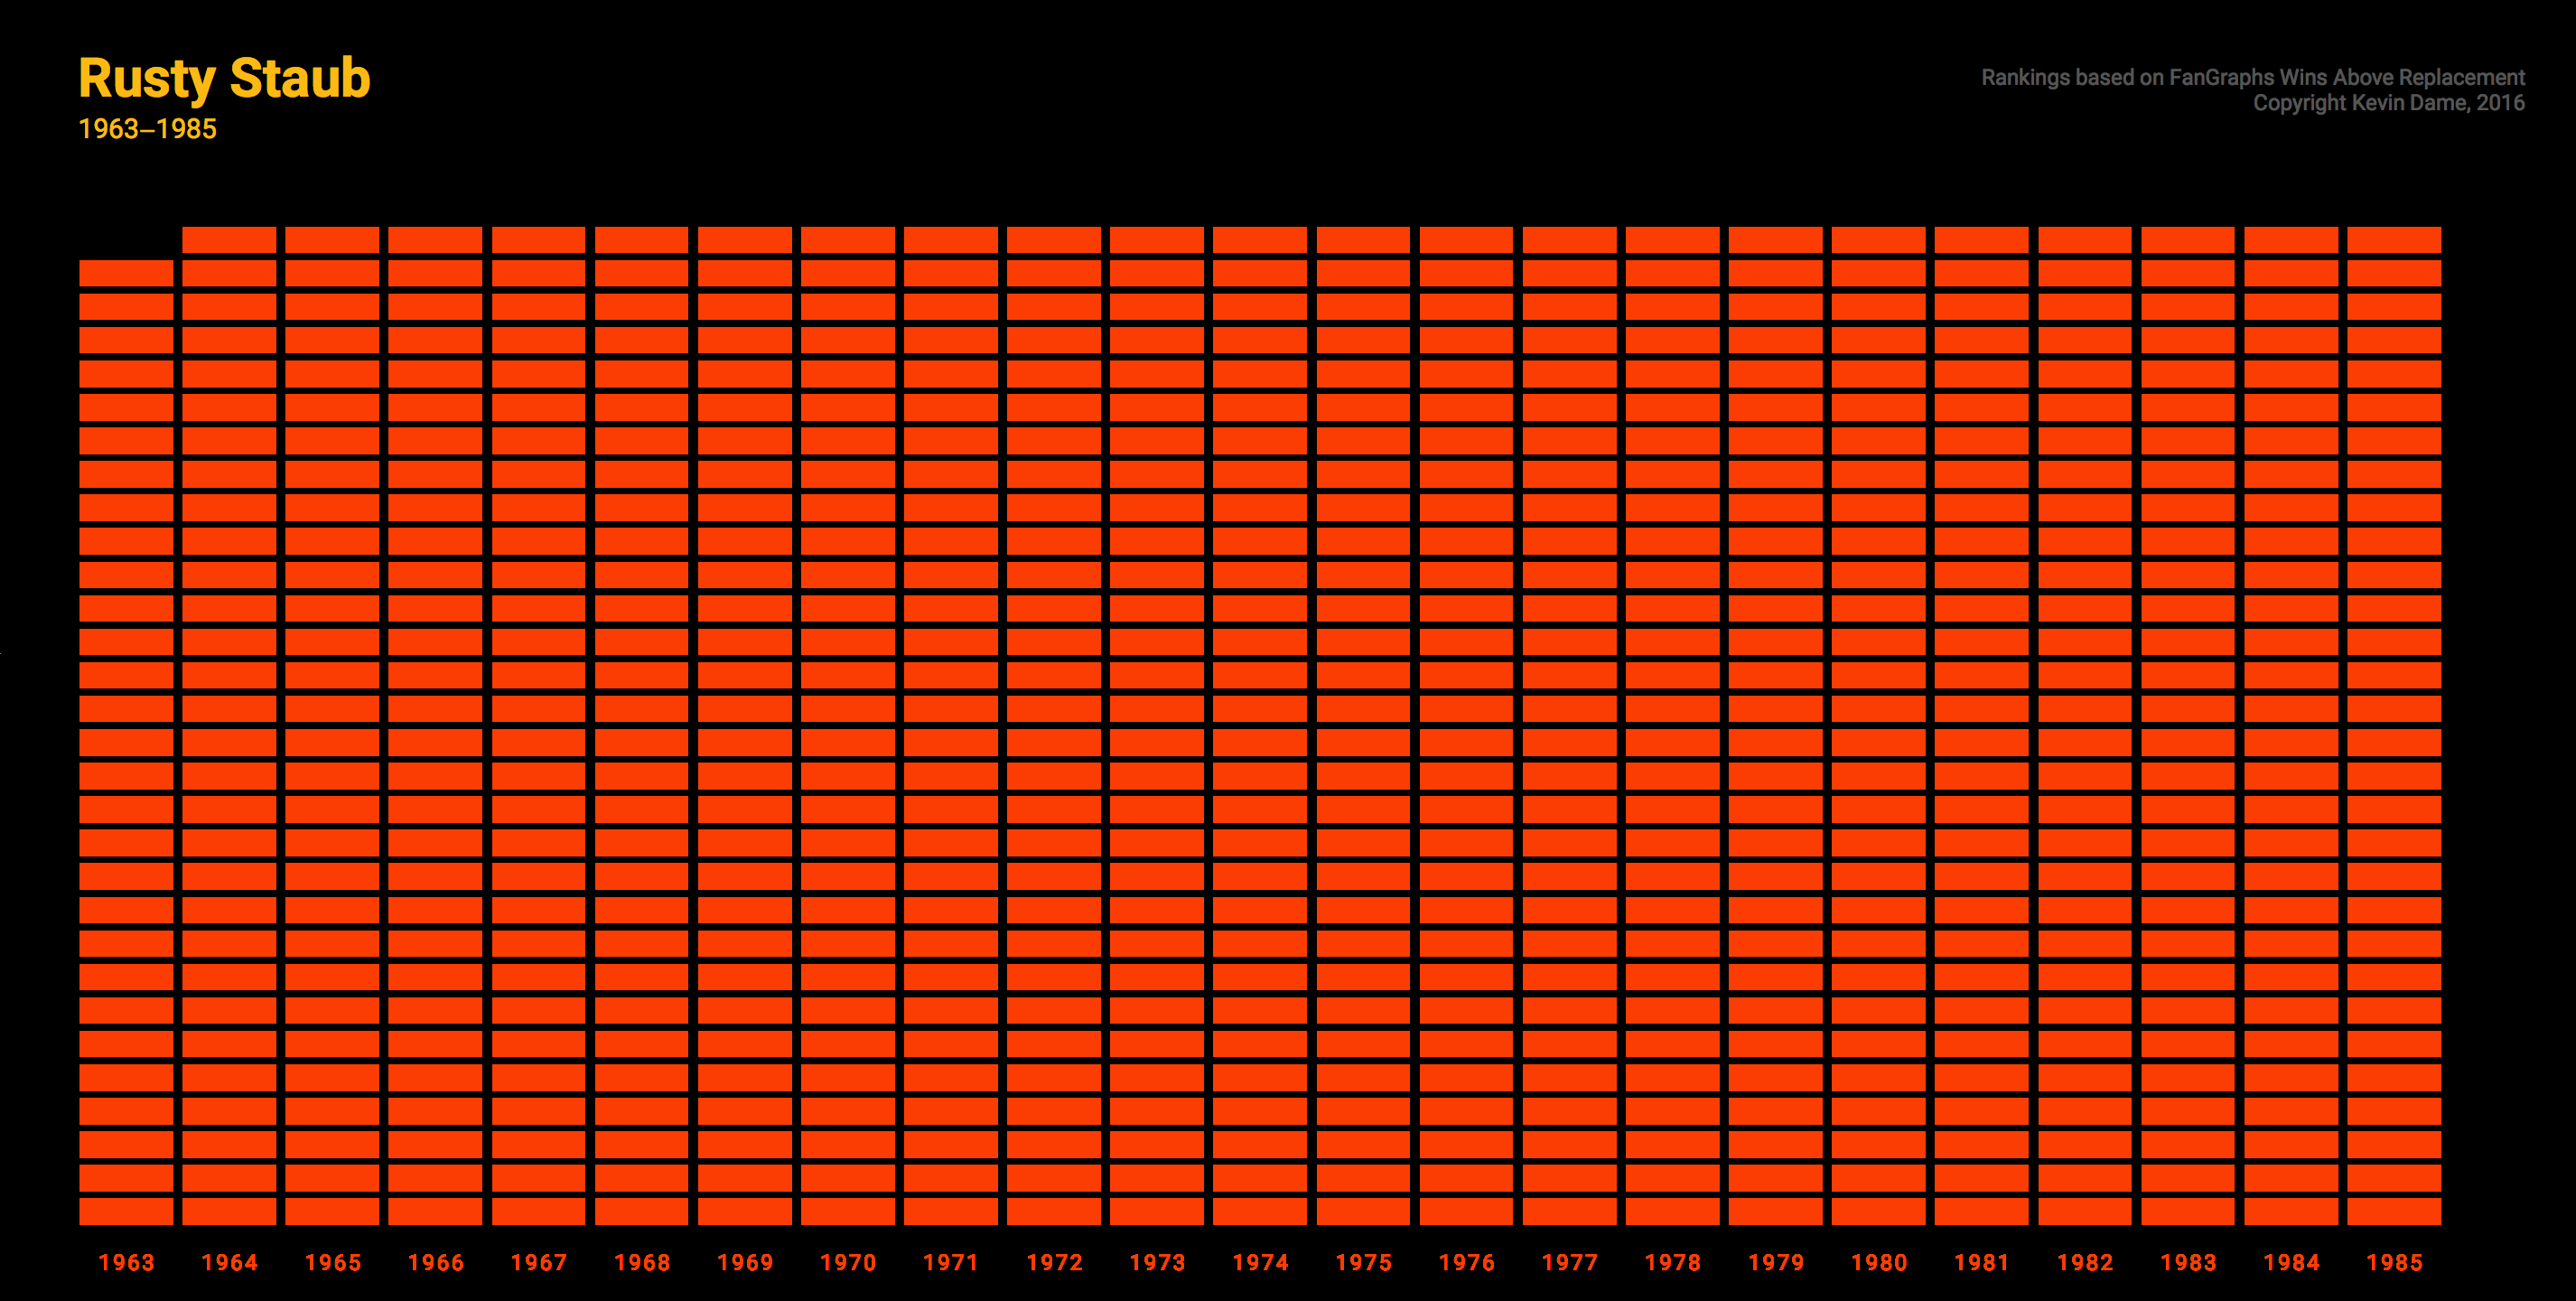 Rusty Staub
1963–1985
Rankings based on FanGraphs Wins Above Replacement
Copyright Kevin Dame, 2016
1963 1964 1965 1966 1967 1968 1969 1970 1971 1972 1973 1974 1975 1976 1977 1978 1979 1980 1981 1982 1983 1984 1985